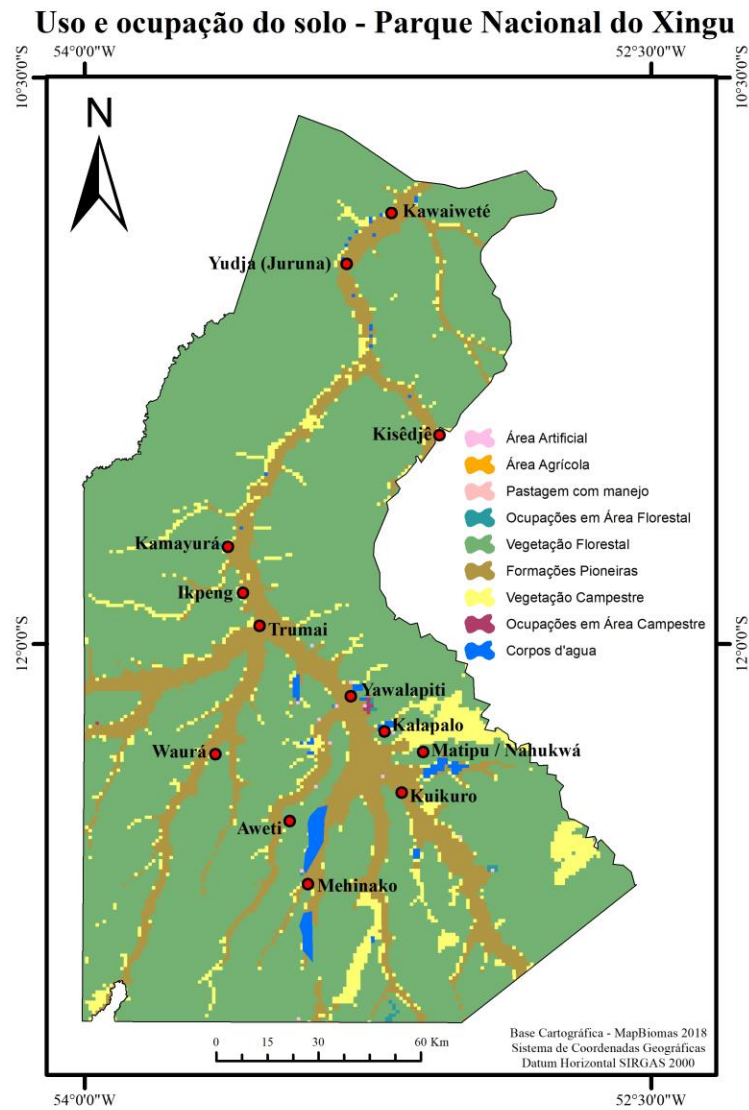 Uso e ocupação do solo - Parque Nacional do Xingu
54°0'0"W
52°30'0"W
10°30'0"S
10°30'0"S
N
Kawaiweté
Yudja (Juruna)
Kisêdjê
Área Artificial
Área Agrícola
Pastagem com manejo
Ocupações em Área Florestal
Vegetação Florestal
Formações Pioneiras
Vegetação Campestre
Ocupações em Área Campestre
Corpos d'agua
Kamayurá
Ikpeng
Trumai
12°0'0"S
12°0'0"S
Yawalapiti
Kalapalo
Waurá
Matipu / Nahukwá
Kuikuro
Aweti
Mehinako
0 15 30 60 Km
Base Cartográfica - MapBiomas 2018
Sistema de Coordenadas Geográficas
Datum Horizontal SIRGAS 2000
54°0'0"W
52°30'0"W